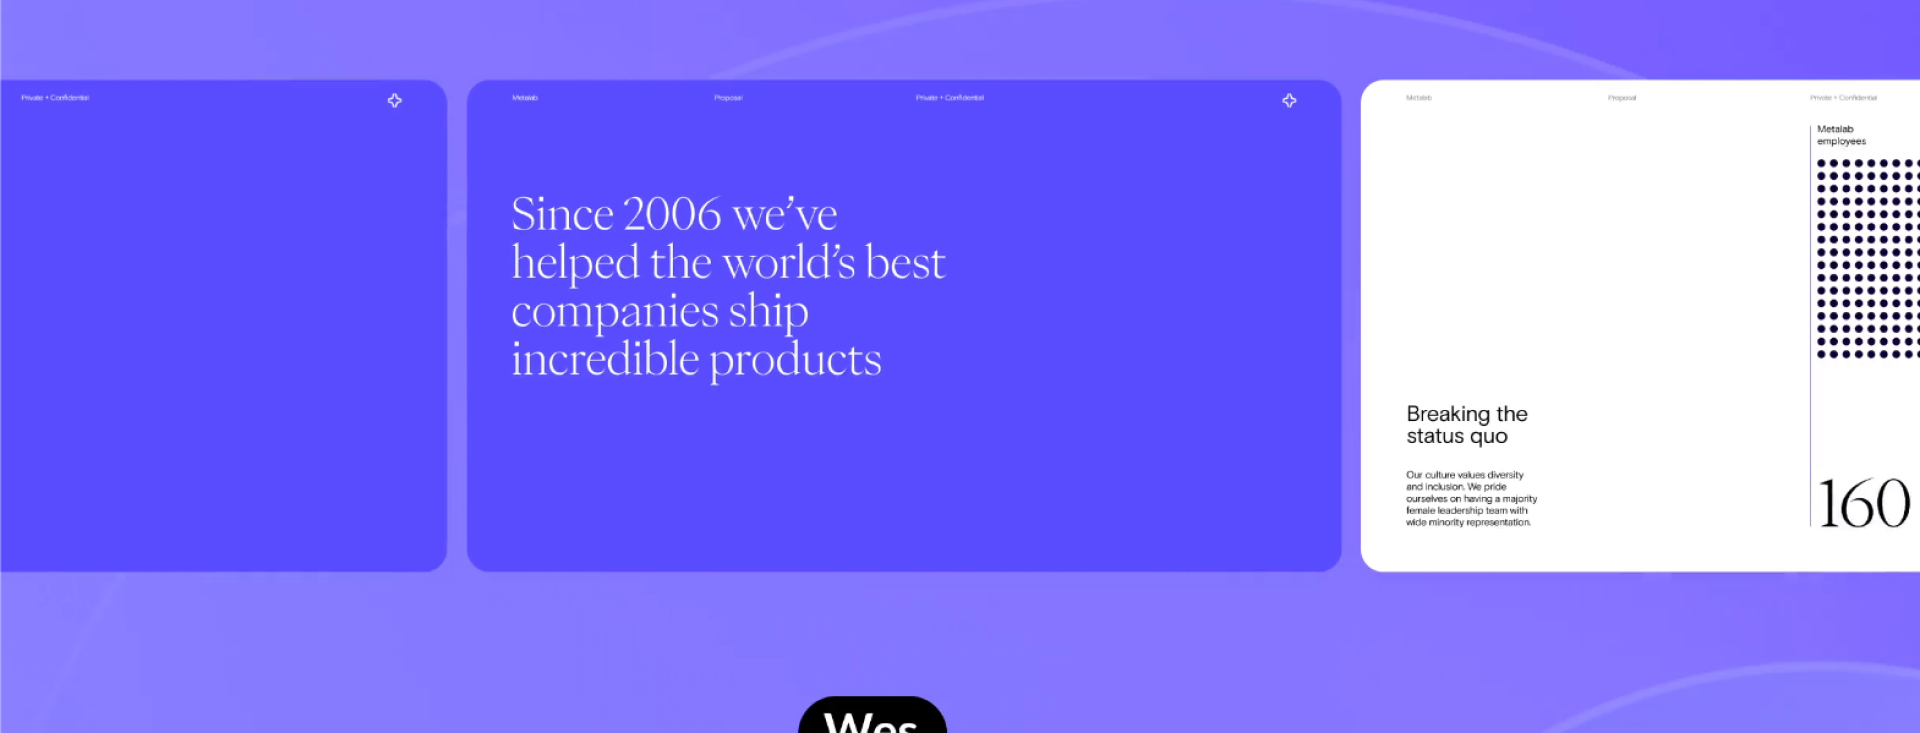 Private + Confidential
Metalab
Proposal
Private + Confidential
Since 2006 we’ve
helped the world’s best
companies ship
incredible products
Metalab
Proposal
Private + Confidential
Metalab
employees
Breaking the
status quo
Our culture values diversity
and inclusion. We pride
ourselves on having a majority
female leadership team with
wide minority representation.
160
Wes